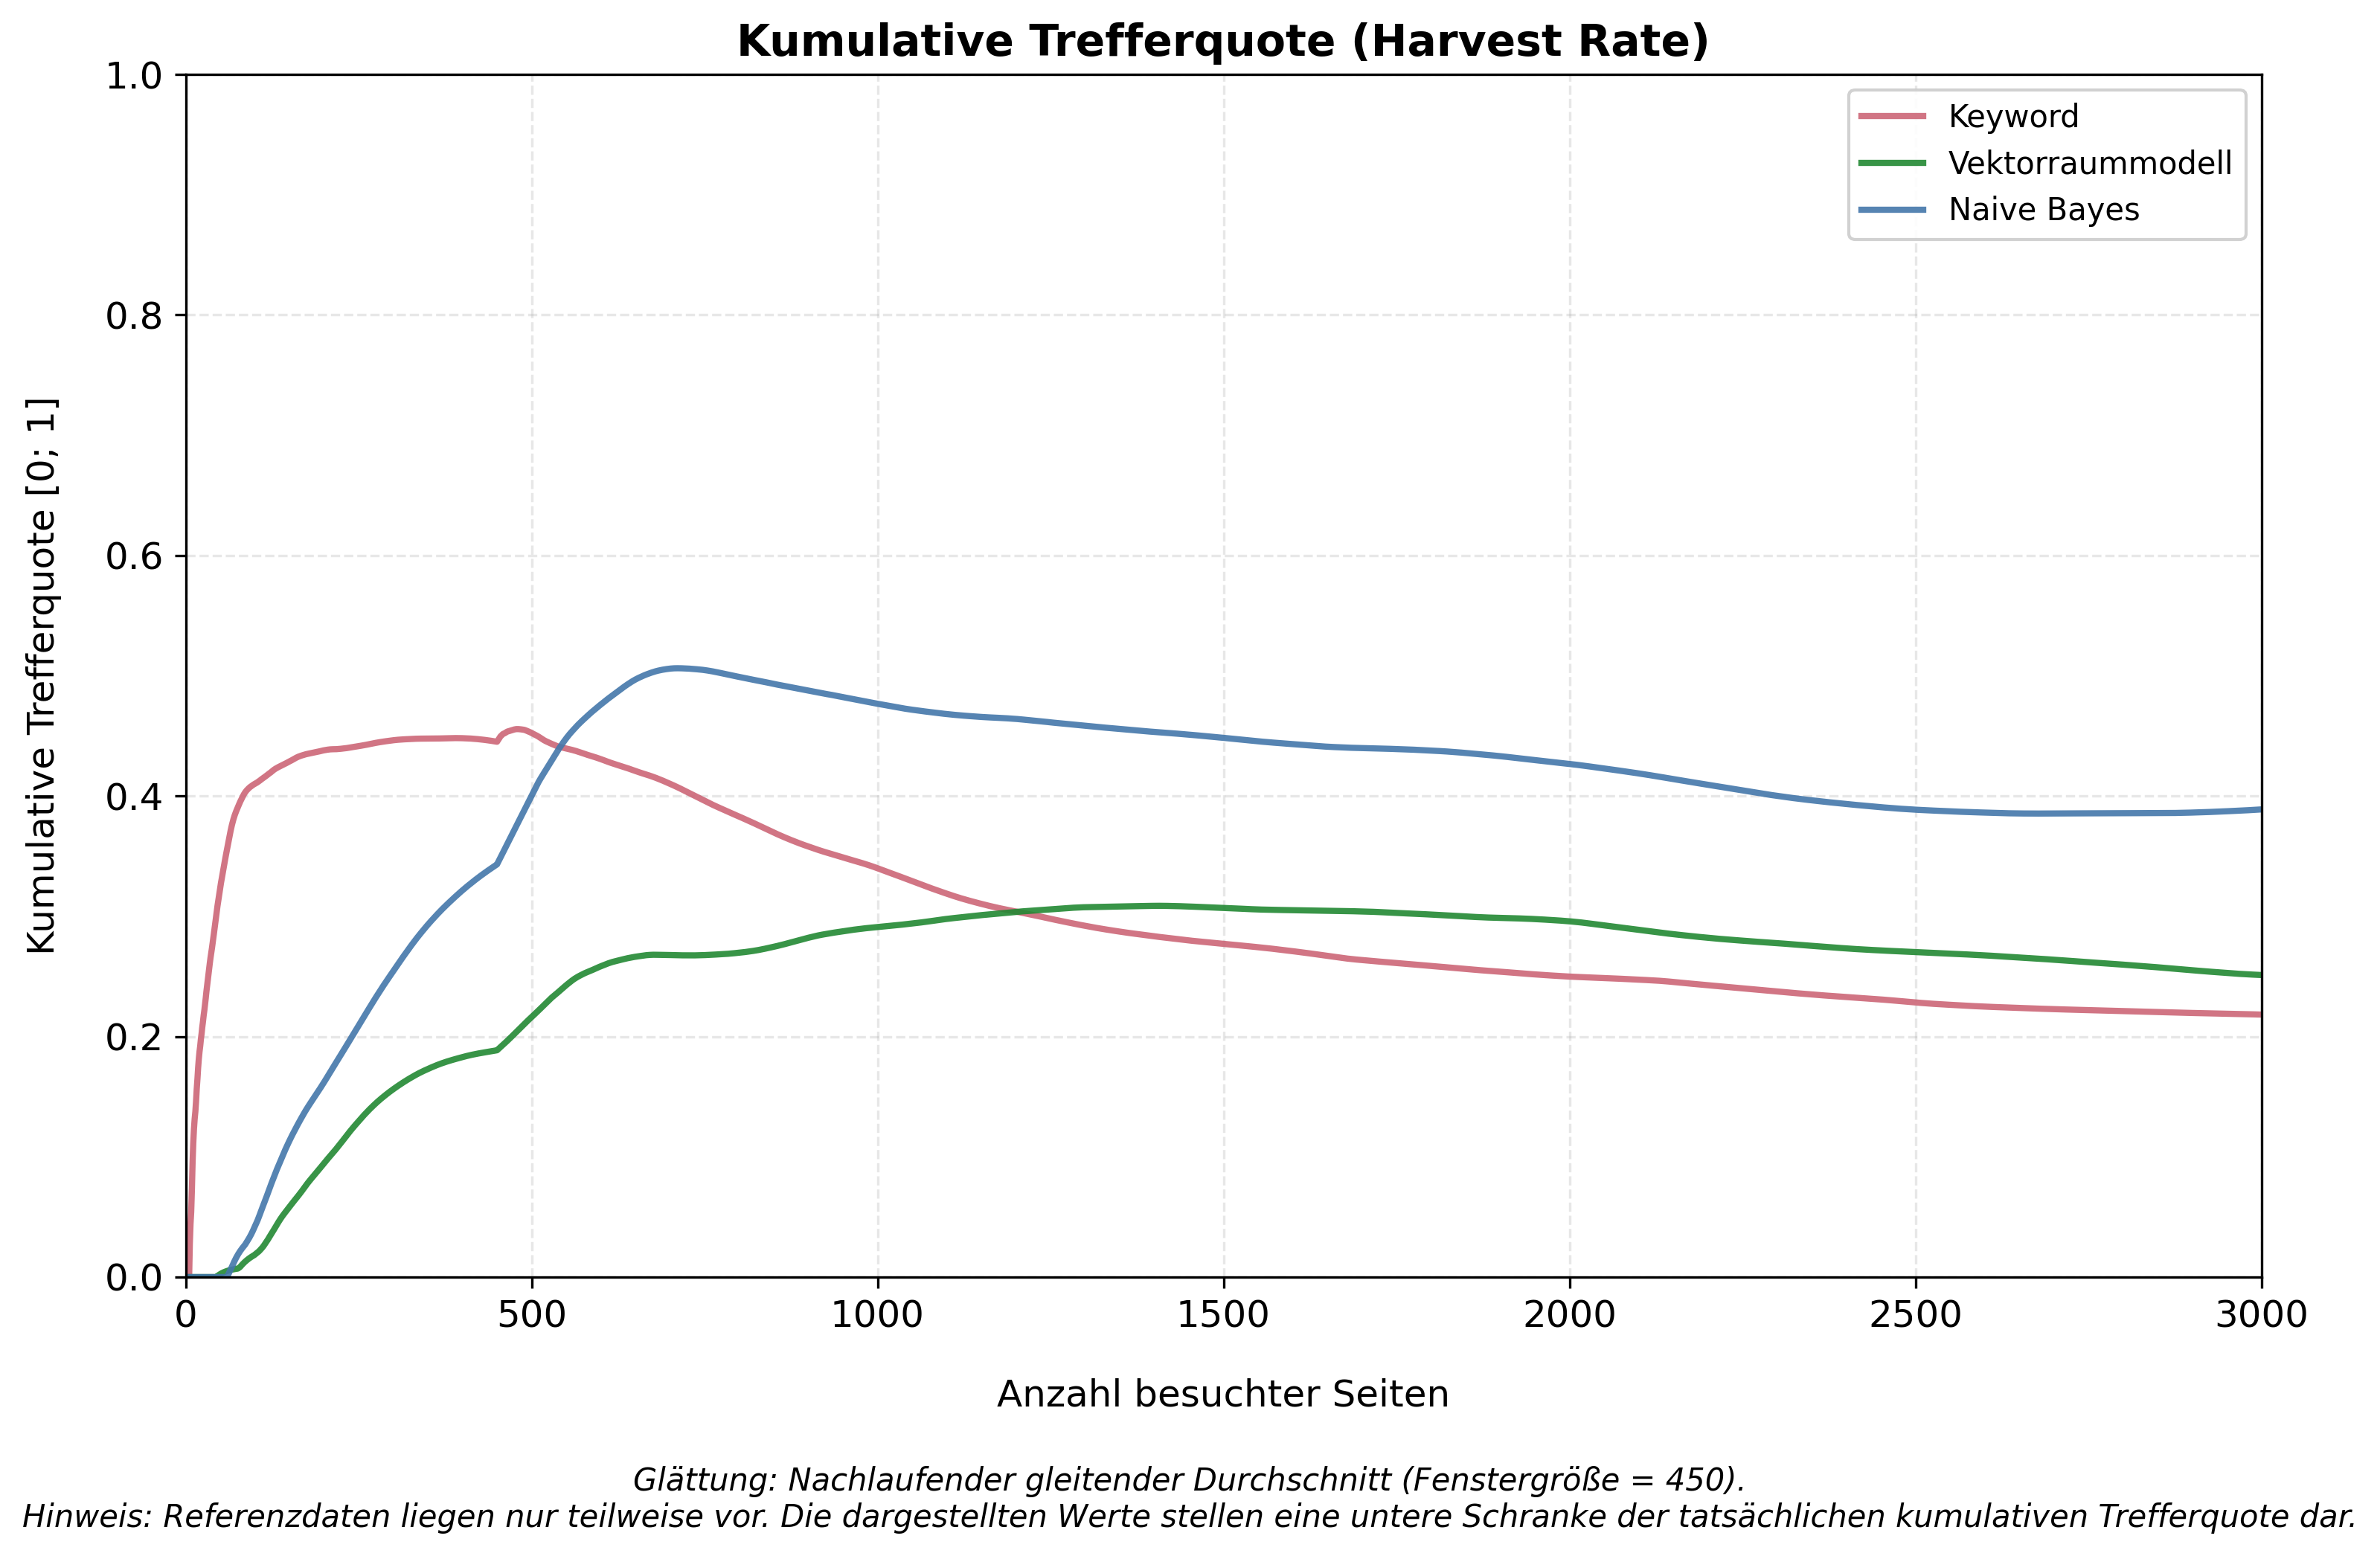 Kumulative Trefferquote (Harvest Rate)
Kumulative Trefferquote [0; 1]
1.0
0.8
0.6
0.4
0.2
0.0
Keyword
Vektorraummodell
Naive Bayes
0 500 1000 1500 2000 2500 3000
Anzahl besuchter Seiten
Glättung: Nachlaufender gleitender Durchschnitt (Fenstergröße = 450).
Hinweis: Referenzdaten liegen nur teilweise vor. Die dargestellten Werte stellen eine untere Schranke der tatsächlichen kumulativen Trefferquote dar.